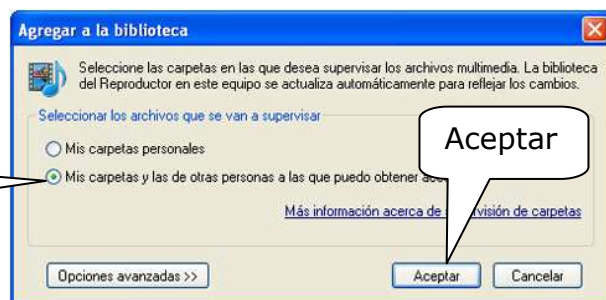 Agregar a la biblioteca
Seleccione las carpetas en las que desea supervisar los archivos multimedia. La biblioteca
del Reproductor en este equipo se actualiza automáticamente para reflejar los cambios.
Seleccionar los archivos que se van a supervisar
Mis carpetas personales
Aceptar
Mis carpetas y las de otras personas a las que puedo obtener
Más información acerca de de carpetas
Opciones avanzadas >>
Aceptar
Cancelar